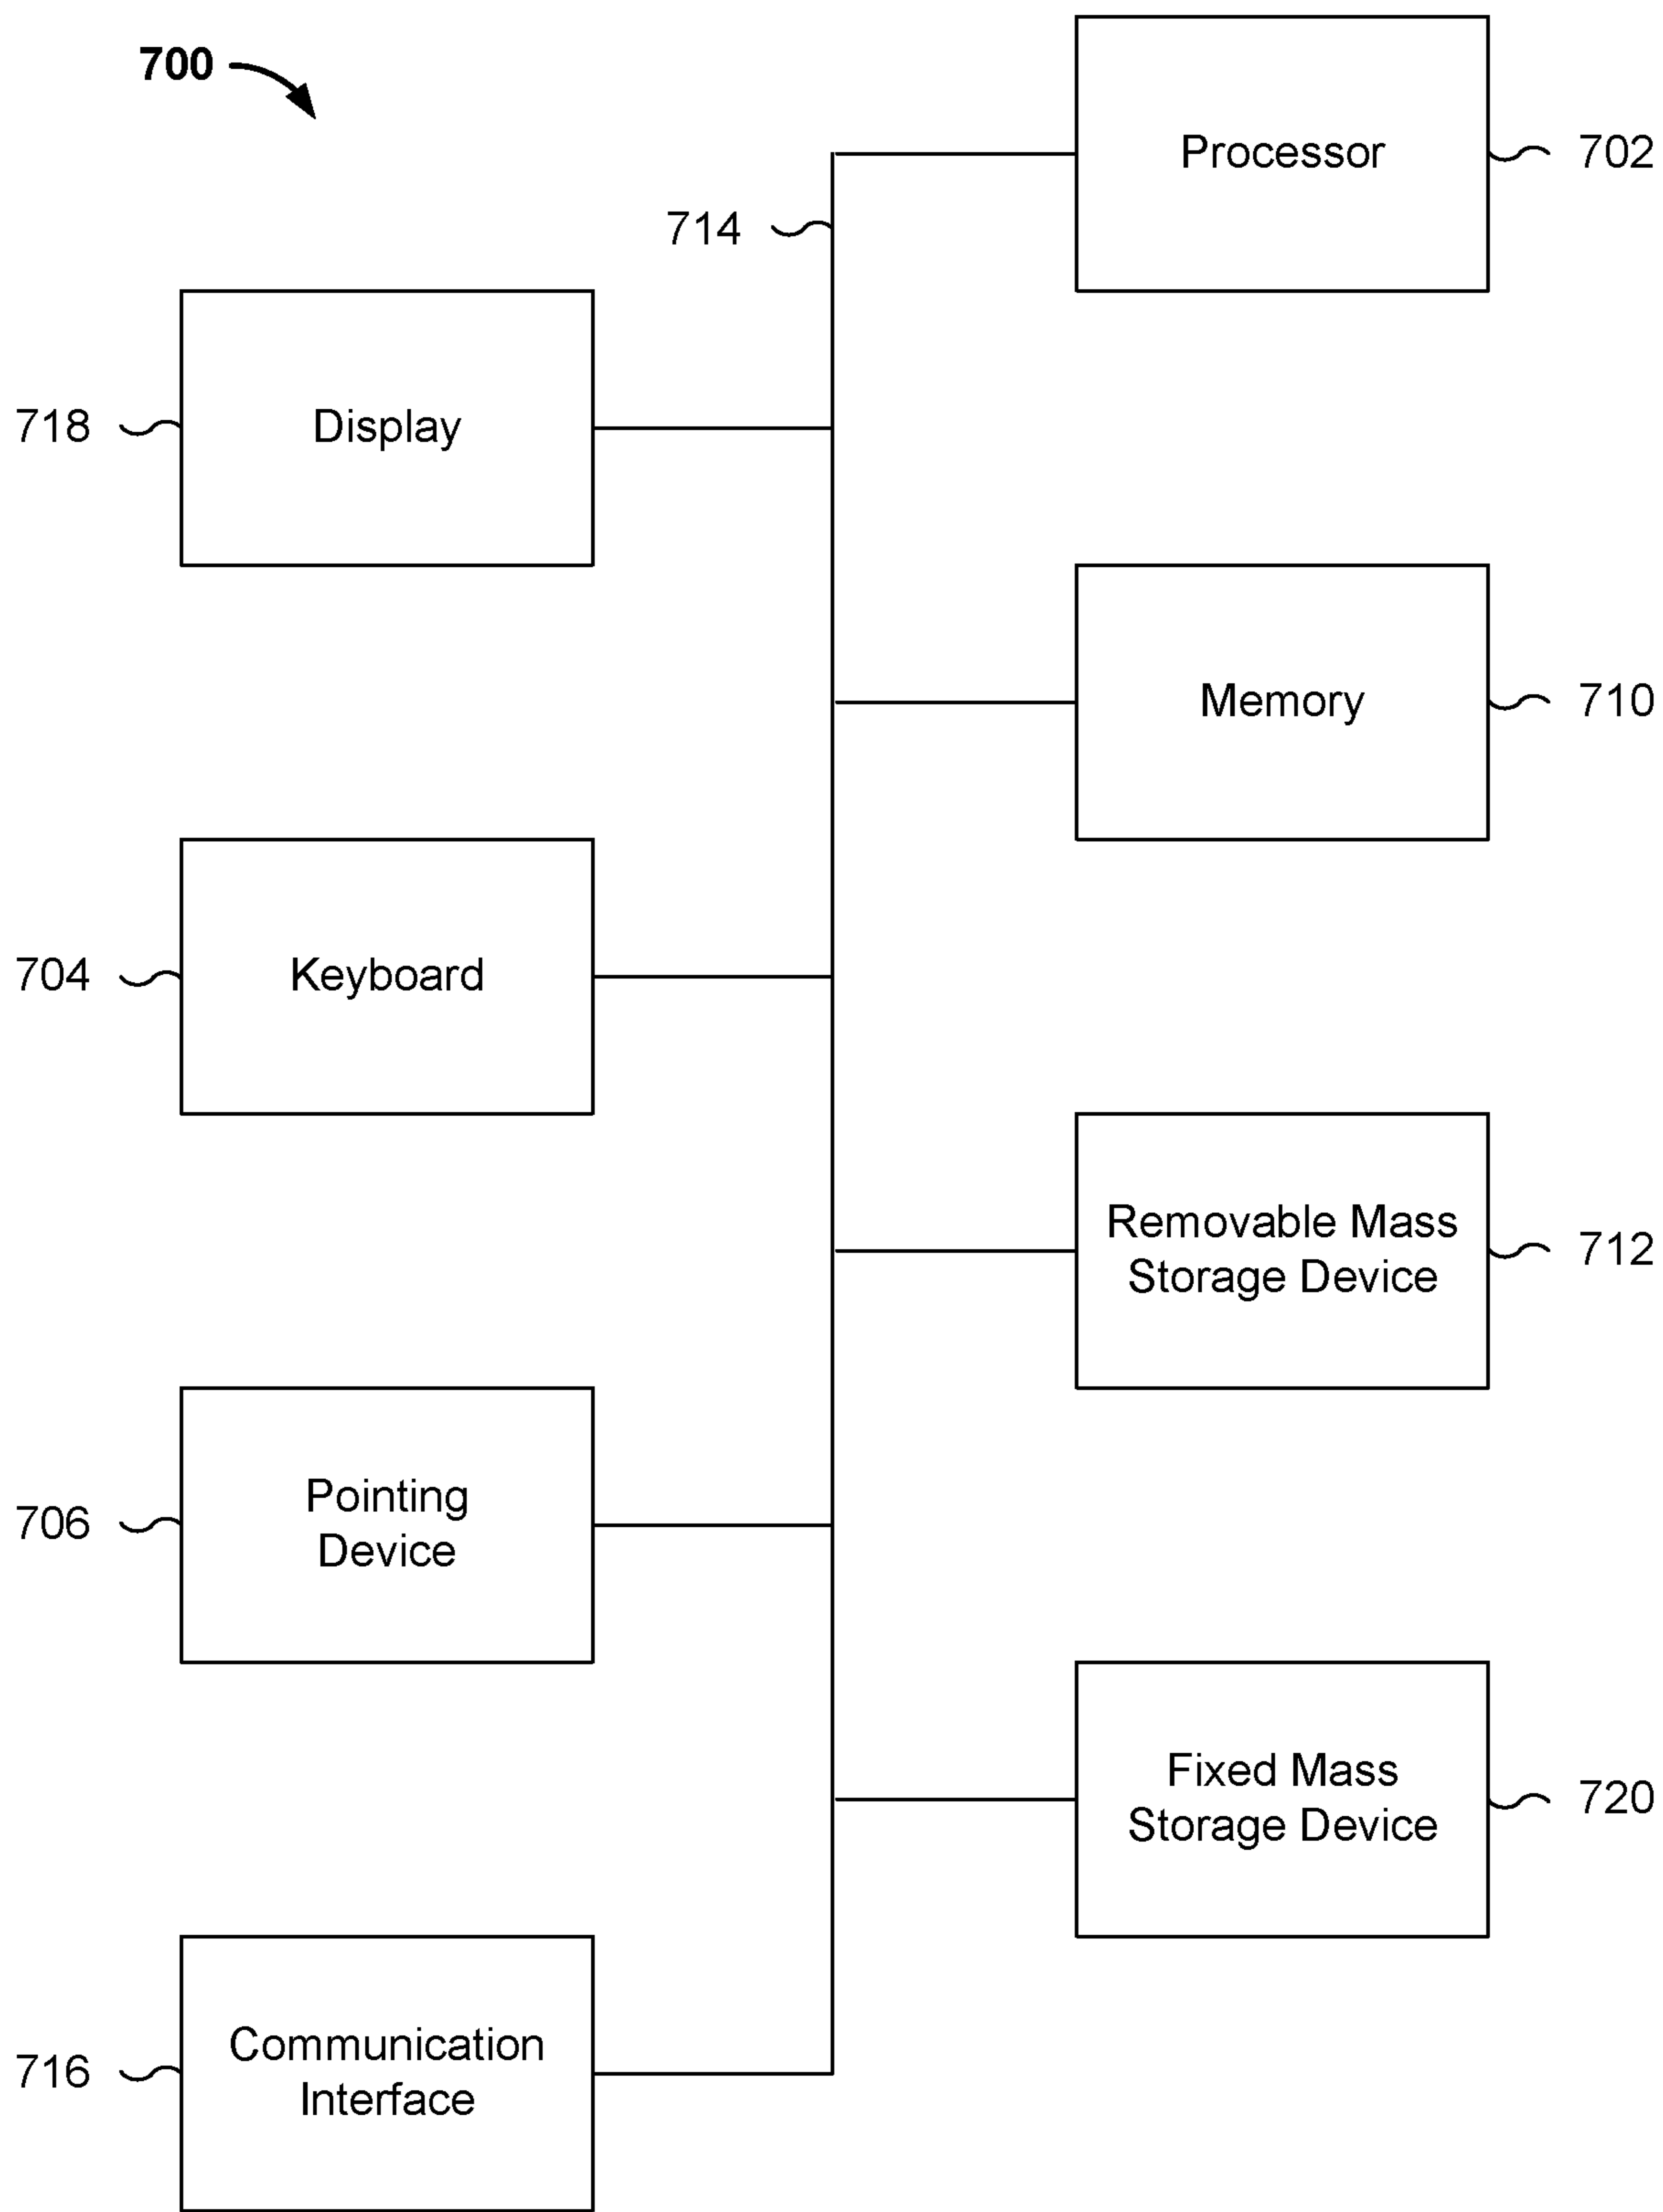 700
Processor
702
714
718
Display
Memory
710
704
Keyboard
Removable Mass
Storage Device
712
706
Pointing
Device
Fixed Mass
Storage Device
720
716
Communication
Interface